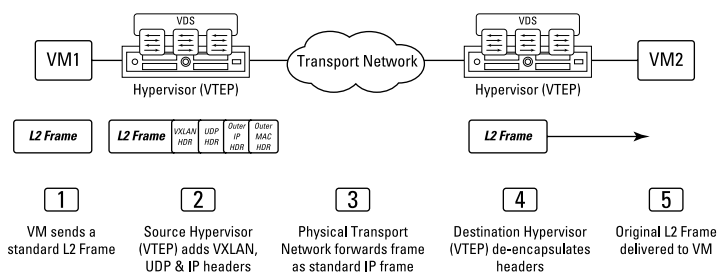 VDS
VDS
VM1
Transport Network
VM2
Hypervisor (VTEP)
Hypervisor (VTEP)
L2 Frame
L2 Frame
VXLAN
HDR
UDP
HDR
Outer
IP
HDR
Outer
MAC
HDR
L2 Frame
1
2
3
4
5
VM sends a
standard L2 Frame
Source Hypervisor
(VTEP) adds VXLAN,
UDP & IP headers
Physical Transport
Network forwards frame
as standard IP frame
Destination Hypervisor
(VTEP) de-encapsulates
headers
Original L2 Frame
delivered to VM